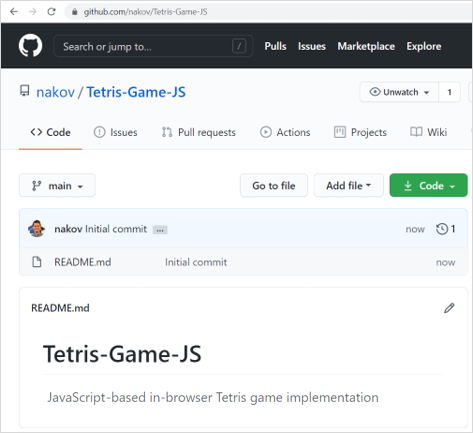 github.com/nakov/Tetris-Game-JS
Search or jump to... / Pulls Issues Marketplace Explore
nakov / Tetris-Game-JS Unwatch 1
Code Issues Pull requests Actions Projects Wiki
main Go to file Add file Code
nakov Initial commit ... now 1
README.md Initial commit now
README.md
Tetris-Game-JS
JavaScript-based in-browser Tetris game implementation